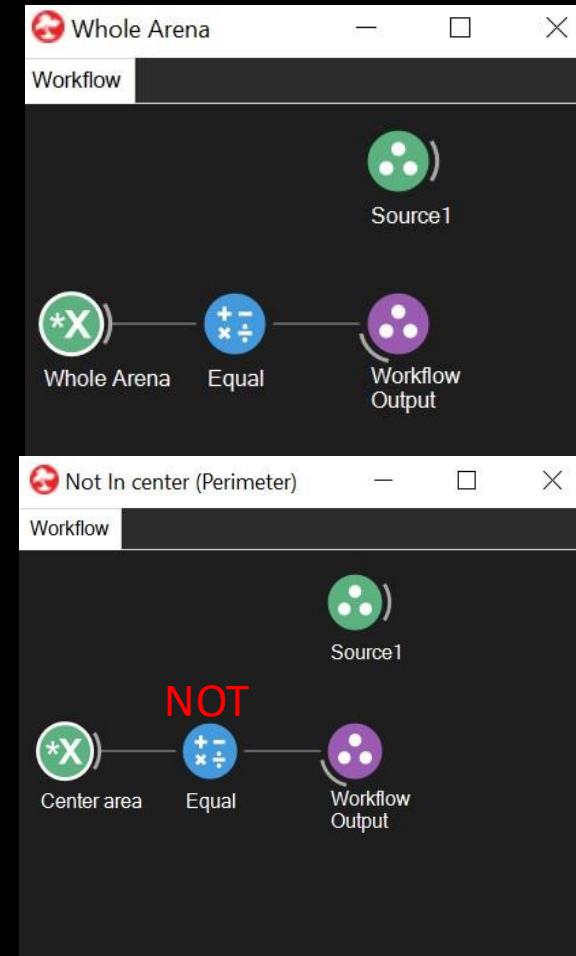 Whole Arena
Workflow
Source1
*X
Whole Arena
Equal
Workflow
Output
Not In center (Perimeter)
Workflow
Source1
NOT
*X
Center area
Equal
Workflow
Output